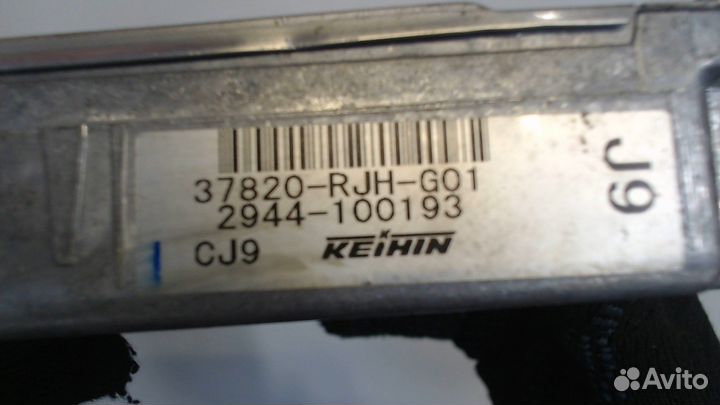 37820-RJH-G01
2944-100193
CJ9 KEIHIN
J9
Avito